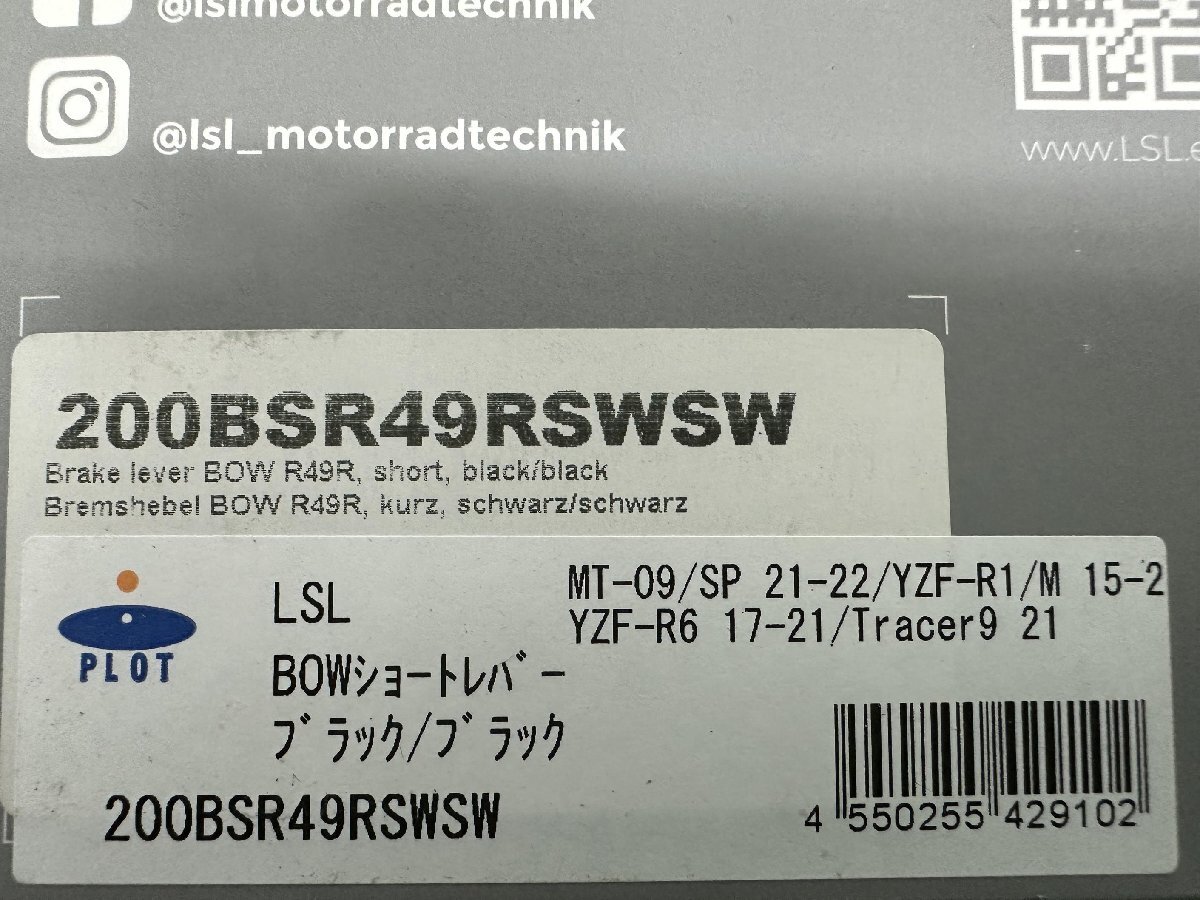 @lslmotorradtechnik
@lsl_motorradtechnik
www.LSL.e
200BSR49RSWSW
Brake lever BOW R49R, short, black/black
Bremshebel BOW R49R, kurz, schwarz/schwarz
PLOT
LSL
BOWショートレバー
ブラック/ブラック
MT-09/SP 21-22/YZF-R1/M 15-2
YZF-R6 17-21/Tracer9 21
200BSR49RSWSW
4 550255 429102